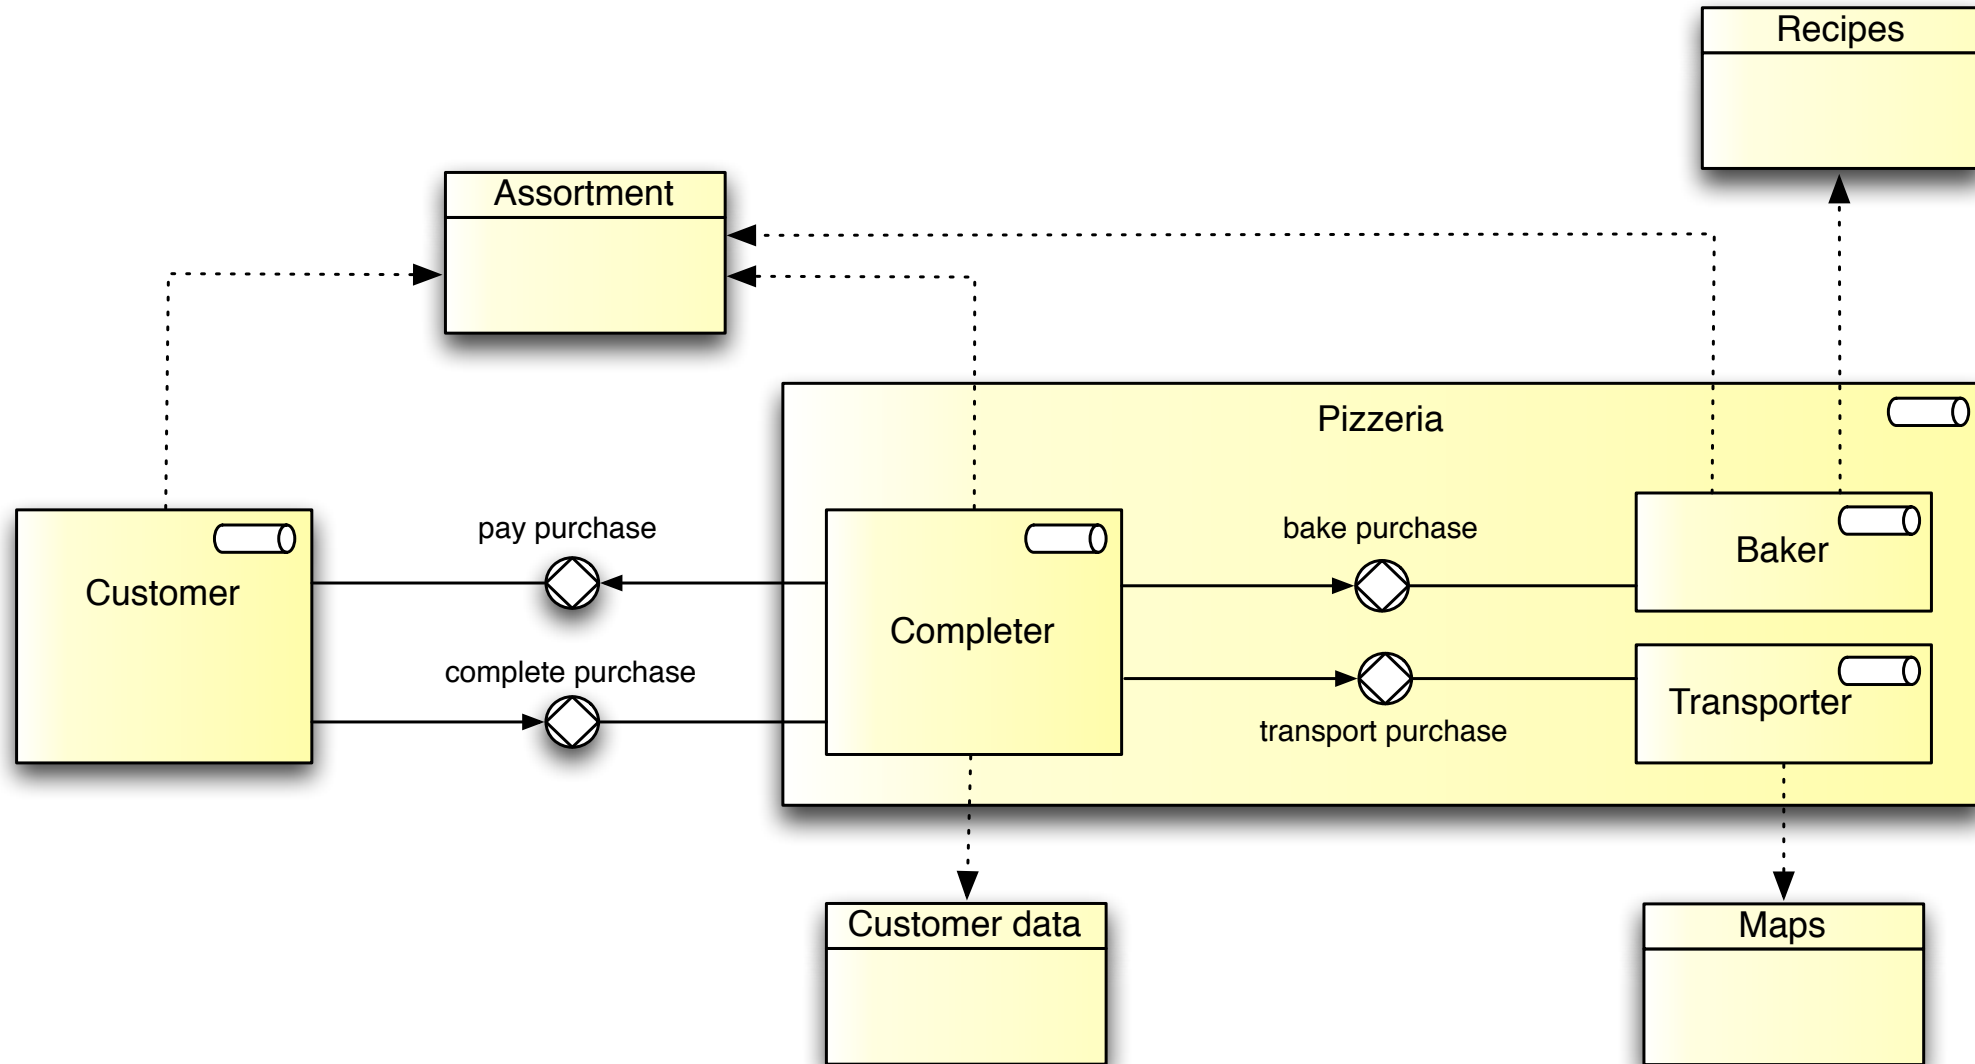 Recipes
Assortment
Pizzeria
pay purchase
bake purchase
Baker
Customer
Completer
complete purchase
Transporter
transport purchase
Customer data
Maps